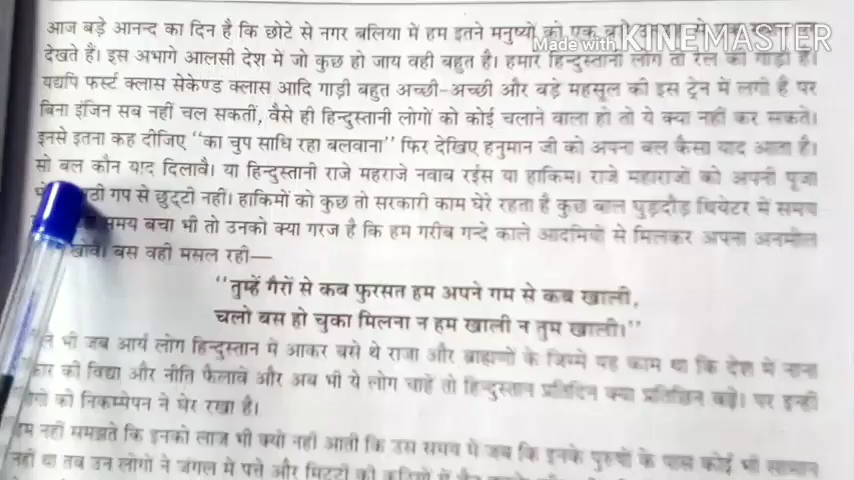 आज बड़े आनन्द का दिन है कि छोटे से नगर बलिया में हम इतने मनुष्यों को एक बड़े
Made with KINEMASTER
देखते हैं। इस अभागे आलसी देश में जो कुछ हो जाय वही बहुत है। हमारे हिन्दुस्तानी लोग तो रेल की गाड़ी हैं।
यद्यपि फर्स्ट क्लास सेकेण्ड क्लास आदि गाड़ी बहुत अच्छी-अच्छी और बड़े महसूल की इस ट्रेन में लगी है पर
बिना इंजिन सब नहीं चल सकतीं, वैसे ही हिन्दुस्तानी लोगों को कोई चलाने वाला हो तो ये क्या नहीं कर सकते।
इनसे इतना कह दीजिए “का चुप साधि रहा बलवाना” फिर देखिए हनुमान जी को अपना बल कैसा याद आता है।
सो बल कौन याद दिलावै। या हिन्दुस्तानी राजे महराजे नवाब रईस या हाकिम। राजे महाराजों को अपनी पूजा
गप से छुट्टी नहीं। हाकिमों को कुछ तो सरकारी काम घेरे रहता है कुछ बाल घुड़दौड़ थियेटर में समय
समय बचा भी तो उनको क्या गरज है कि हम गरीब गन्दे काले आदमियों से मिलकर अपना अनमोल
खोवै। बस वही मसल रही—
“तुम्हें गैरों से कब फुरसत हम अपने गम से कब खाली,
चलो बस हो चुका मिलना न हम खाली न तुम खाली।”
भी जब आर्य लोग हिन्दुस्तान में आकर बसे थे राजा और ब्राह्मणों के जिम्मे यह काम था कि देश में नाना
की विद्या और नीति फैलावें और अब भी ये लोग चाहें तो हिन्दुस्तान प्रतिदिन क्या प्रतिछिन बढ़ै। पर इन्हीं
को निकम्मेपन ने घेर रखा है।
हम नहीं समझते कि इनको लाज भी क्यों नहीं आती कि उस समय में जब कि इनके पुरुषों के पास कोई भी सामान
नहीं था तब उन लोगों ने जंगल में पत्ते और मिट्टी की कुटियों में